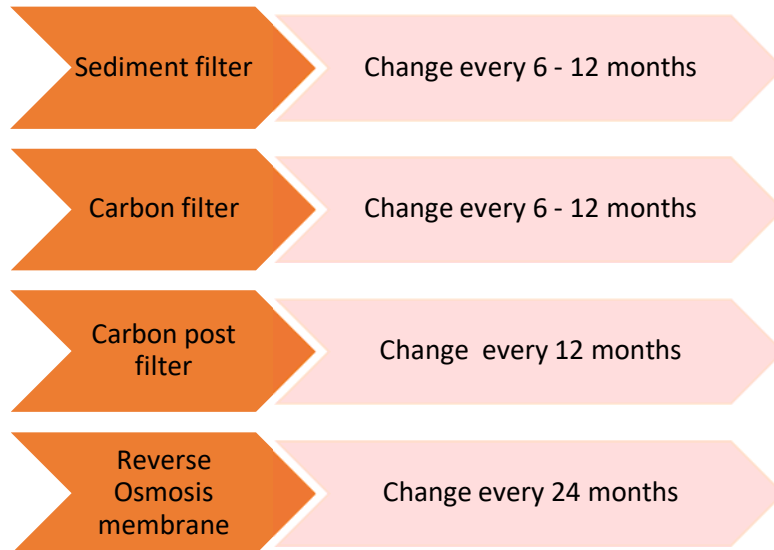 Sediment filter
Change every 6 - 12 months
Carbon filter
Change every 6 - 12 months
Carbon post
filter
Change  every 12 months
Reverse
Osmosis
membrane
Change every 24 months